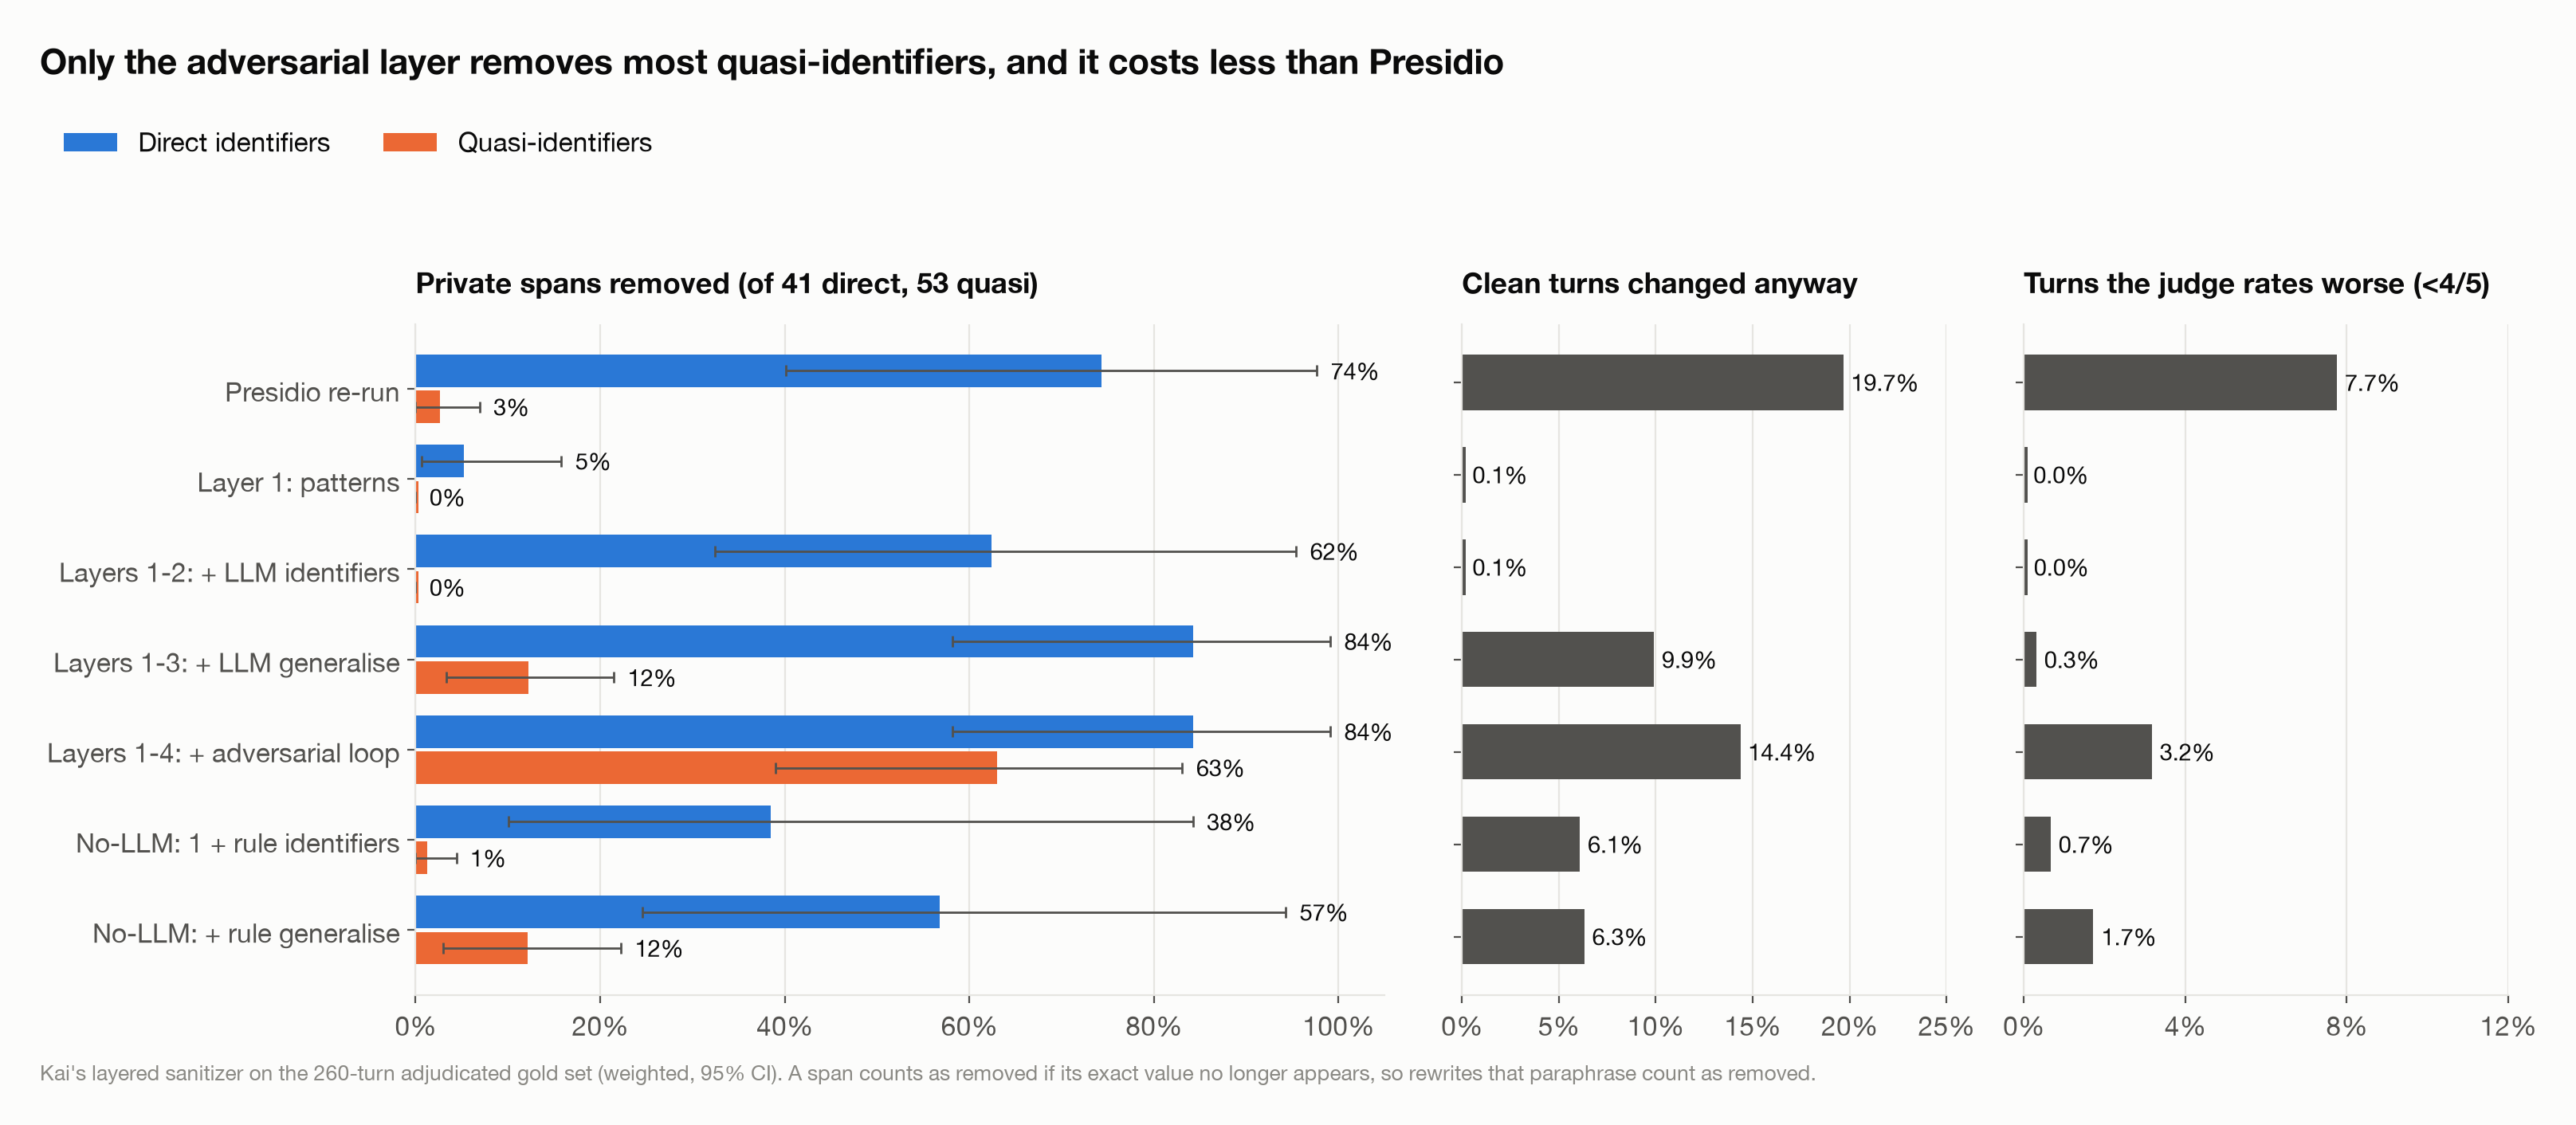 Only the adversarial layer removes most quasi-identifiers, and it costs less than Presidio
Direct identifiers
Quasi-identifiers
Private spans removed (of 41 direct, 53 quasi)
Clean turns changed anyway
Turns the judge rates worse (<4/5)
Presidio re-run
74%
3%
19.7%
7.7%
Layer 1: patterns
5%
0%
0.1%
0.0%
Layers 1-2: + LLM identifiers
62%
0%
0.1%
0.0%
Layers 1-3: + LLM generalise
84%
12%
9.9%
0.3%
Layers 1-4: + adversarial loop
84%
63%
14.4%
3.2%
No-LLM: 1 + rule identifiers
38%
1%
6.1%
0.7%
No-LLM: + rule generalise
57%
12%
6.3%
1.7%
0% 20% 40% 60% 80% 100%
0% 5% 10% 15% 20% 25%
0% 4% 8% 12%
Kai's layered sanitizer on the 260-turn adjudicated gold set (weighted, 95% CI). A span counts as removed if its exact value no longer appears, so rewrites that paraphrase count as removed.